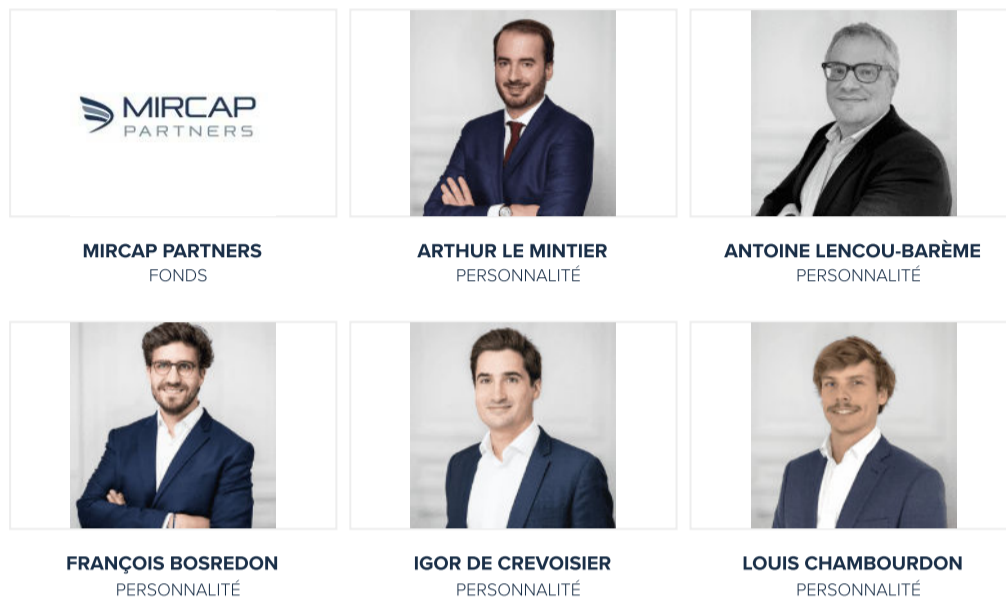 MIRCAP
PARTNERS
MIRCAP PARTNERS
FONDS
ARTHUR LE MINTIER
PERSONNALITÉ
ANTOINE LENCOU-BARÈME
PERSONNALITÉ
FRANÇOIS BOSREDON
PERSONNALITÉ
IGOR DE CREVOISIER
PERSONNALITÉ
LOUIS CHAMBOURDON
PERSONNALITÉ